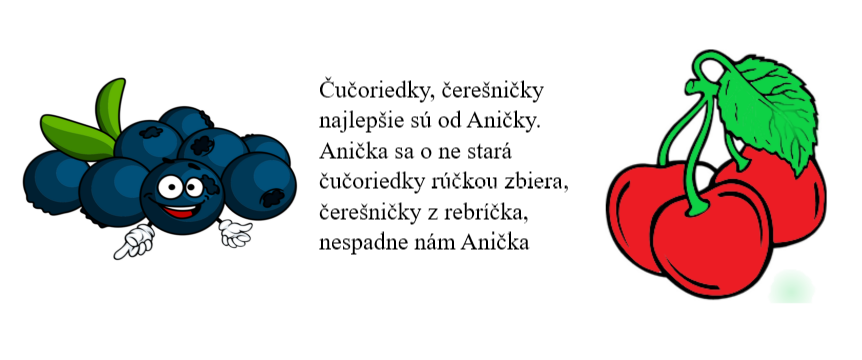 Čučoriedky, čerešničky
najlepšie sú od Aničky.
Anička sa o ne stará
čučoriedky rúčkou zbiera,
čerešničky z rebríčka,
nespadne nám Anička